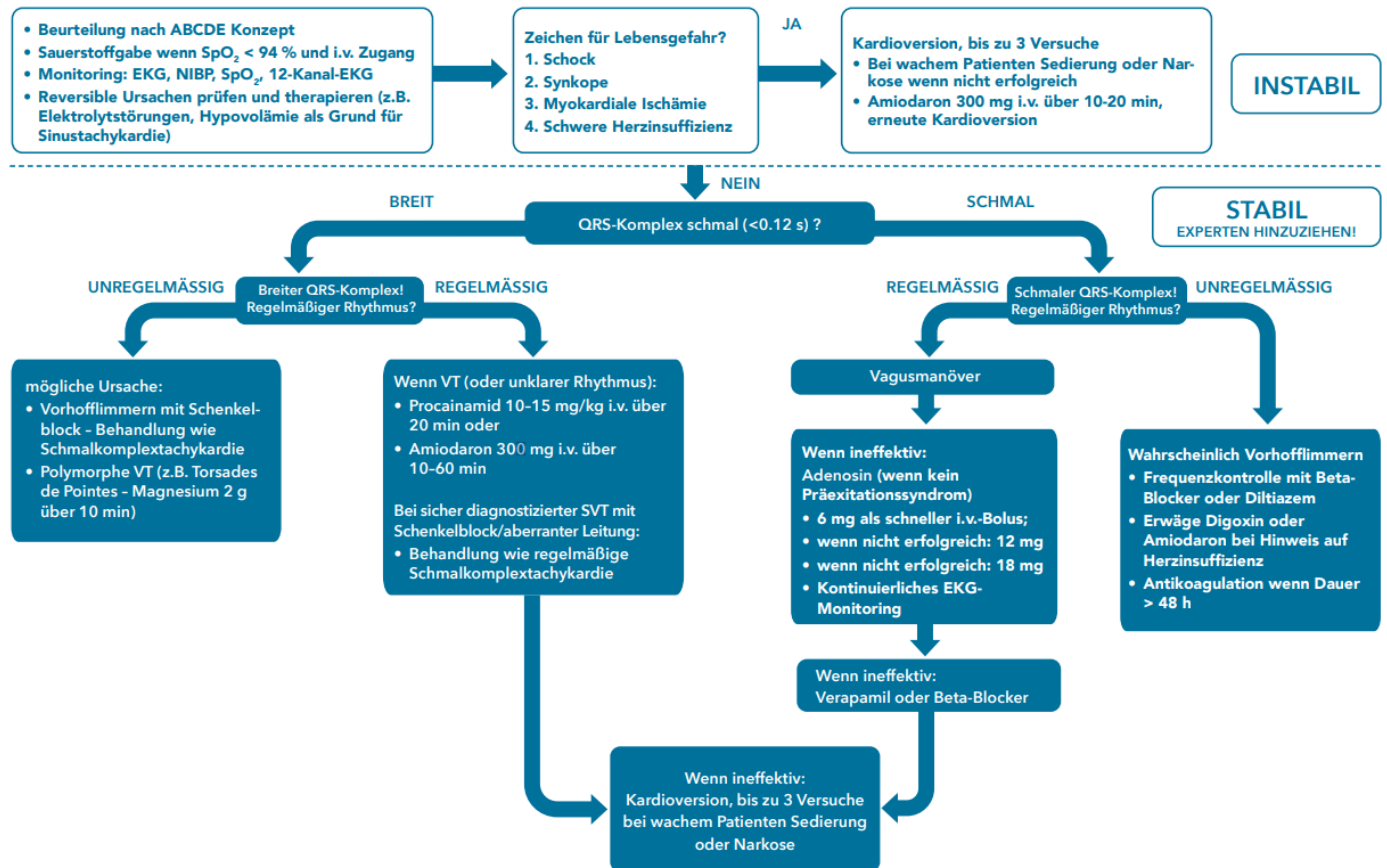 • Beurteilung nach ABCDE Konzept
• Sauerstoffgabe wenn SpO₂ < 94 % und i.v. Zugang
• Monitoring: EKG, NIBP, SpO₂, 12-Kanal-EKG
• Reversible Ursachen prüfen und therapieren (z.B.
Elektrolytstörungen, Hypovolämie als Grund für
Sinustachykardie)
Zeichen für Lebensgefahr?
1. Schock
2. Synkope
3. Myokardiale Ischämie
4. Schwere Herzinsuffizienz
JA
Kardioversion, bis zu 3 Versuche
• Bei wachem Patienten Sedierung oder Nar-
kose wenn nicht erfolgreich
• Amiodaron 300 mg i.v. über 10-20 min,
erneute Kardioversion
INSTABIL
NEIN
STABIL
EXPERTEN HINZUZIEHEN!
BREIT
QRS-Komplex schmal (<0.12 s) ?
SCHMAL
UNREGELMÄSSIG
Breiter QRS-Komplex!
Regelmäßiger Rhythmus?
REGELMÄSSIG
REGELMÄSSIG
Schmaler QRS-Komplex!
Regelmäßiger Rhythmus?
UNREGELMÄSSIG
mögliche Ursache:
• Vorhofflimmern mit Schenkel-
block – Behandlung wie
Schmalkomplextachykardie
• Polymorphe VT (z.B. Torsades
de Pointes – Magnesium 2 g
über 10 min)
Wenn VT (oder unklarer Rhythmus):
• Procainamid 10–15 mg/kg i.v. über
20 min oder
• Amiodaron 300 mg i.v. über
10–60 min
Bei sicher diagnostizierter SVT mit
Schenkelblock/aberranter Leitung:
• Behandlung wie regelmäßige
Schmalkomplextachykardie
Vagusmanöver
Wenn ineffektiv:
Adenosin (wenn kein
Präexitationssyndrom)
• 6 mg als schneller i.v.-Bolus;
• wenn nicht erfolgreich: 12 mg
• wenn nicht erfolgreich: 18 mg
• Kontinuierliches EKG-
Monitoring
Wahrscheinlich Vorhofflimmern
• Frequenzkontrolle mit Beta-
Blocker oder Diltiazem
• Erwäge Digoxin oder
Amiodaron bei Hinweis auf
Herzinsuffizienz
• Antikoagulation wenn Dauer
> 48 h
Wenn ineffektiv:
Verapamil oder Beta-Blocker
Wenn ineffektiv:
Kardioversion, bis zu 3 Versuche
bei wachem Patienten Sedierung
oder Narkose